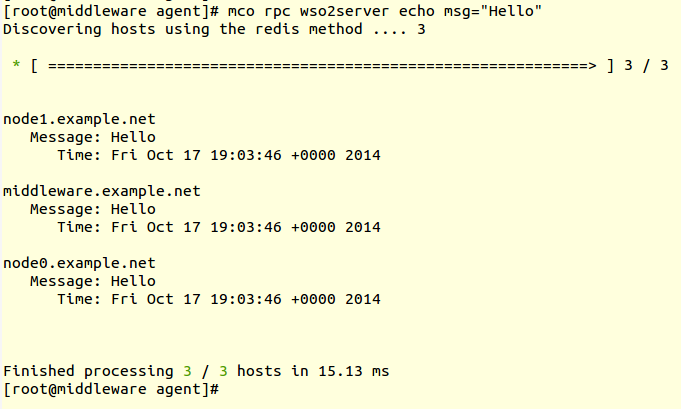 [root@middleware agent]# mco rpc wso2server echo msg="Hello"
Discovering hosts using the redis method .... 3
* [ ============================================================> ] 3 / 3
node1.example.net
Message: Hello
Time: Fri Oct 17 19:03:46 +0000 2014
middleware.example.net
Message: Hello
Time: Fri Oct 17 19:03:46 +0000 2014
node0.example.net
Message: Hello
Time: Fri Oct 17 19:03:46 +0000 2014
Finished processing 3 / 3 hosts in 15.13 ms
[root@middleware agent]#